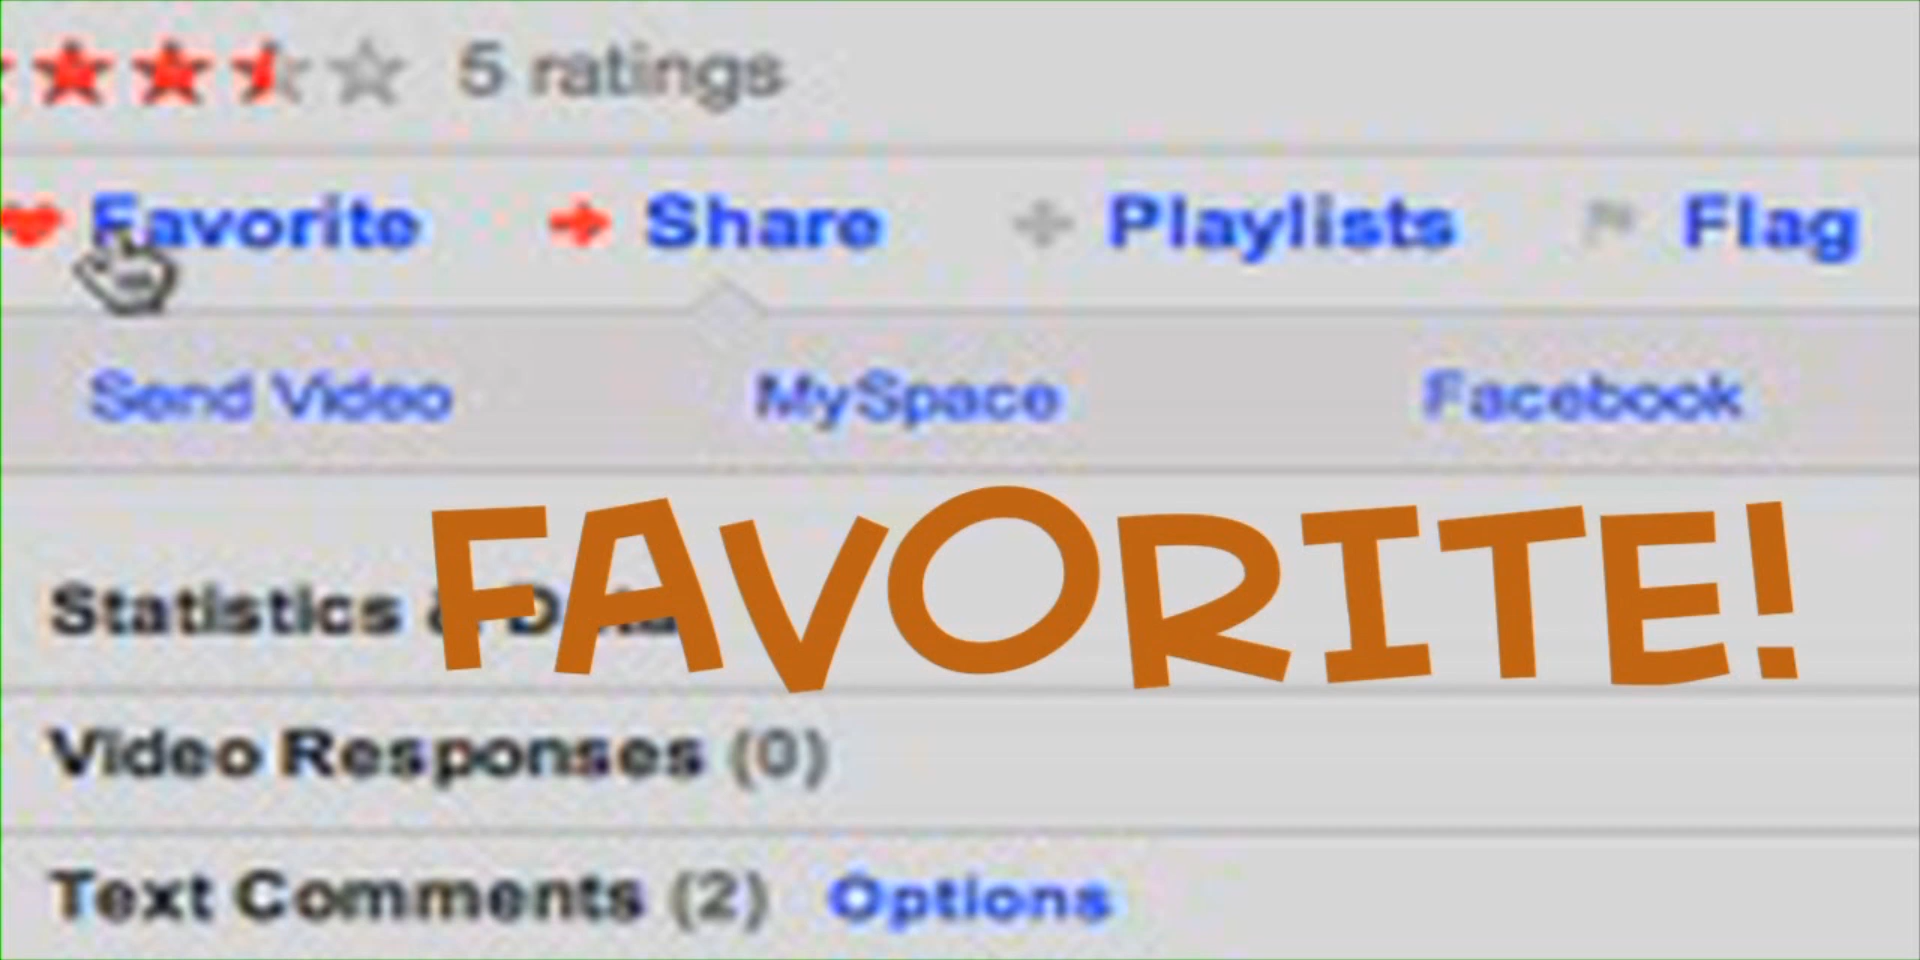 5 ratings
Favorite Share Playlists Flag
Send Video MySpace Facebook
FAVORITE!
Statistics & Data
Video Responses (0)
Text Comments (2) Options